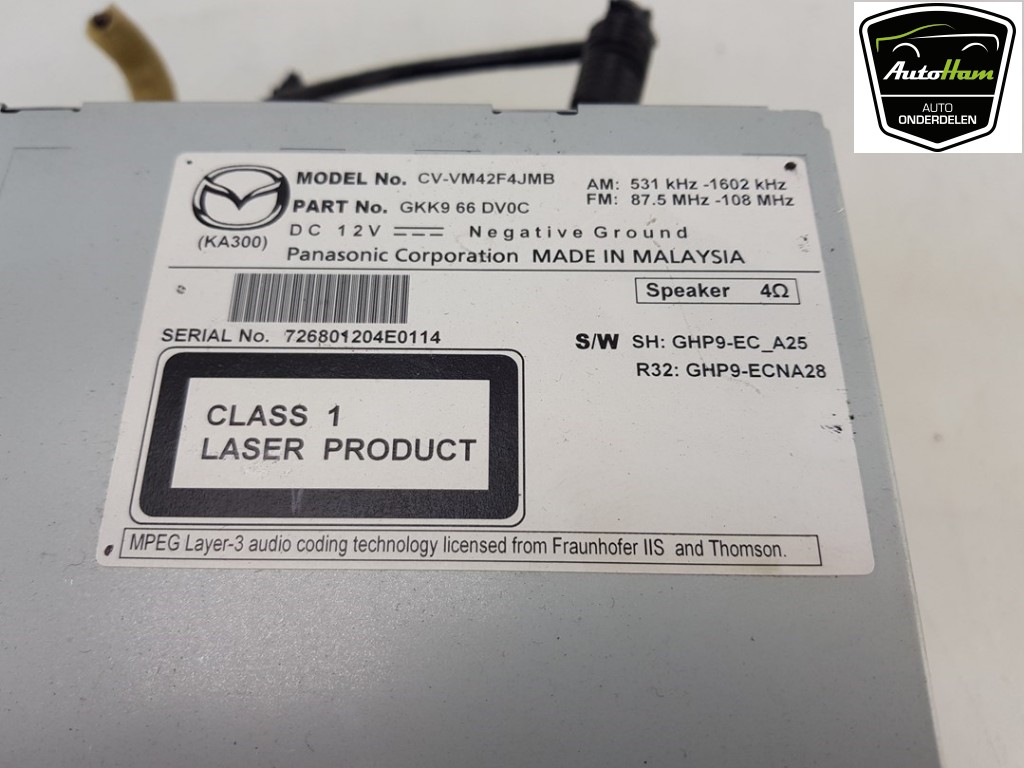 AutoHam
AUTO
ONDERDELEN
MODEL No. CV-VM42F4JMB
AM: 531 kHz -1602 kHz
PART No. GKK9 66 DV0C
FM: 87.5 MHz -108 MHz
(KA300)
DC 12V Negative Ground
Panasonic Corporation MADE IN MALAYSIA
Speaker 4Ω
SERIAL No. 726801204E0114
S/W SH: GHP9-EC_A25
R32: GHP9-ECNA28
CLASS 1
LASER PRODUCT
MPEG Layer-3 audio coding technology licensed from Fraunhofer IIS and Thomson.